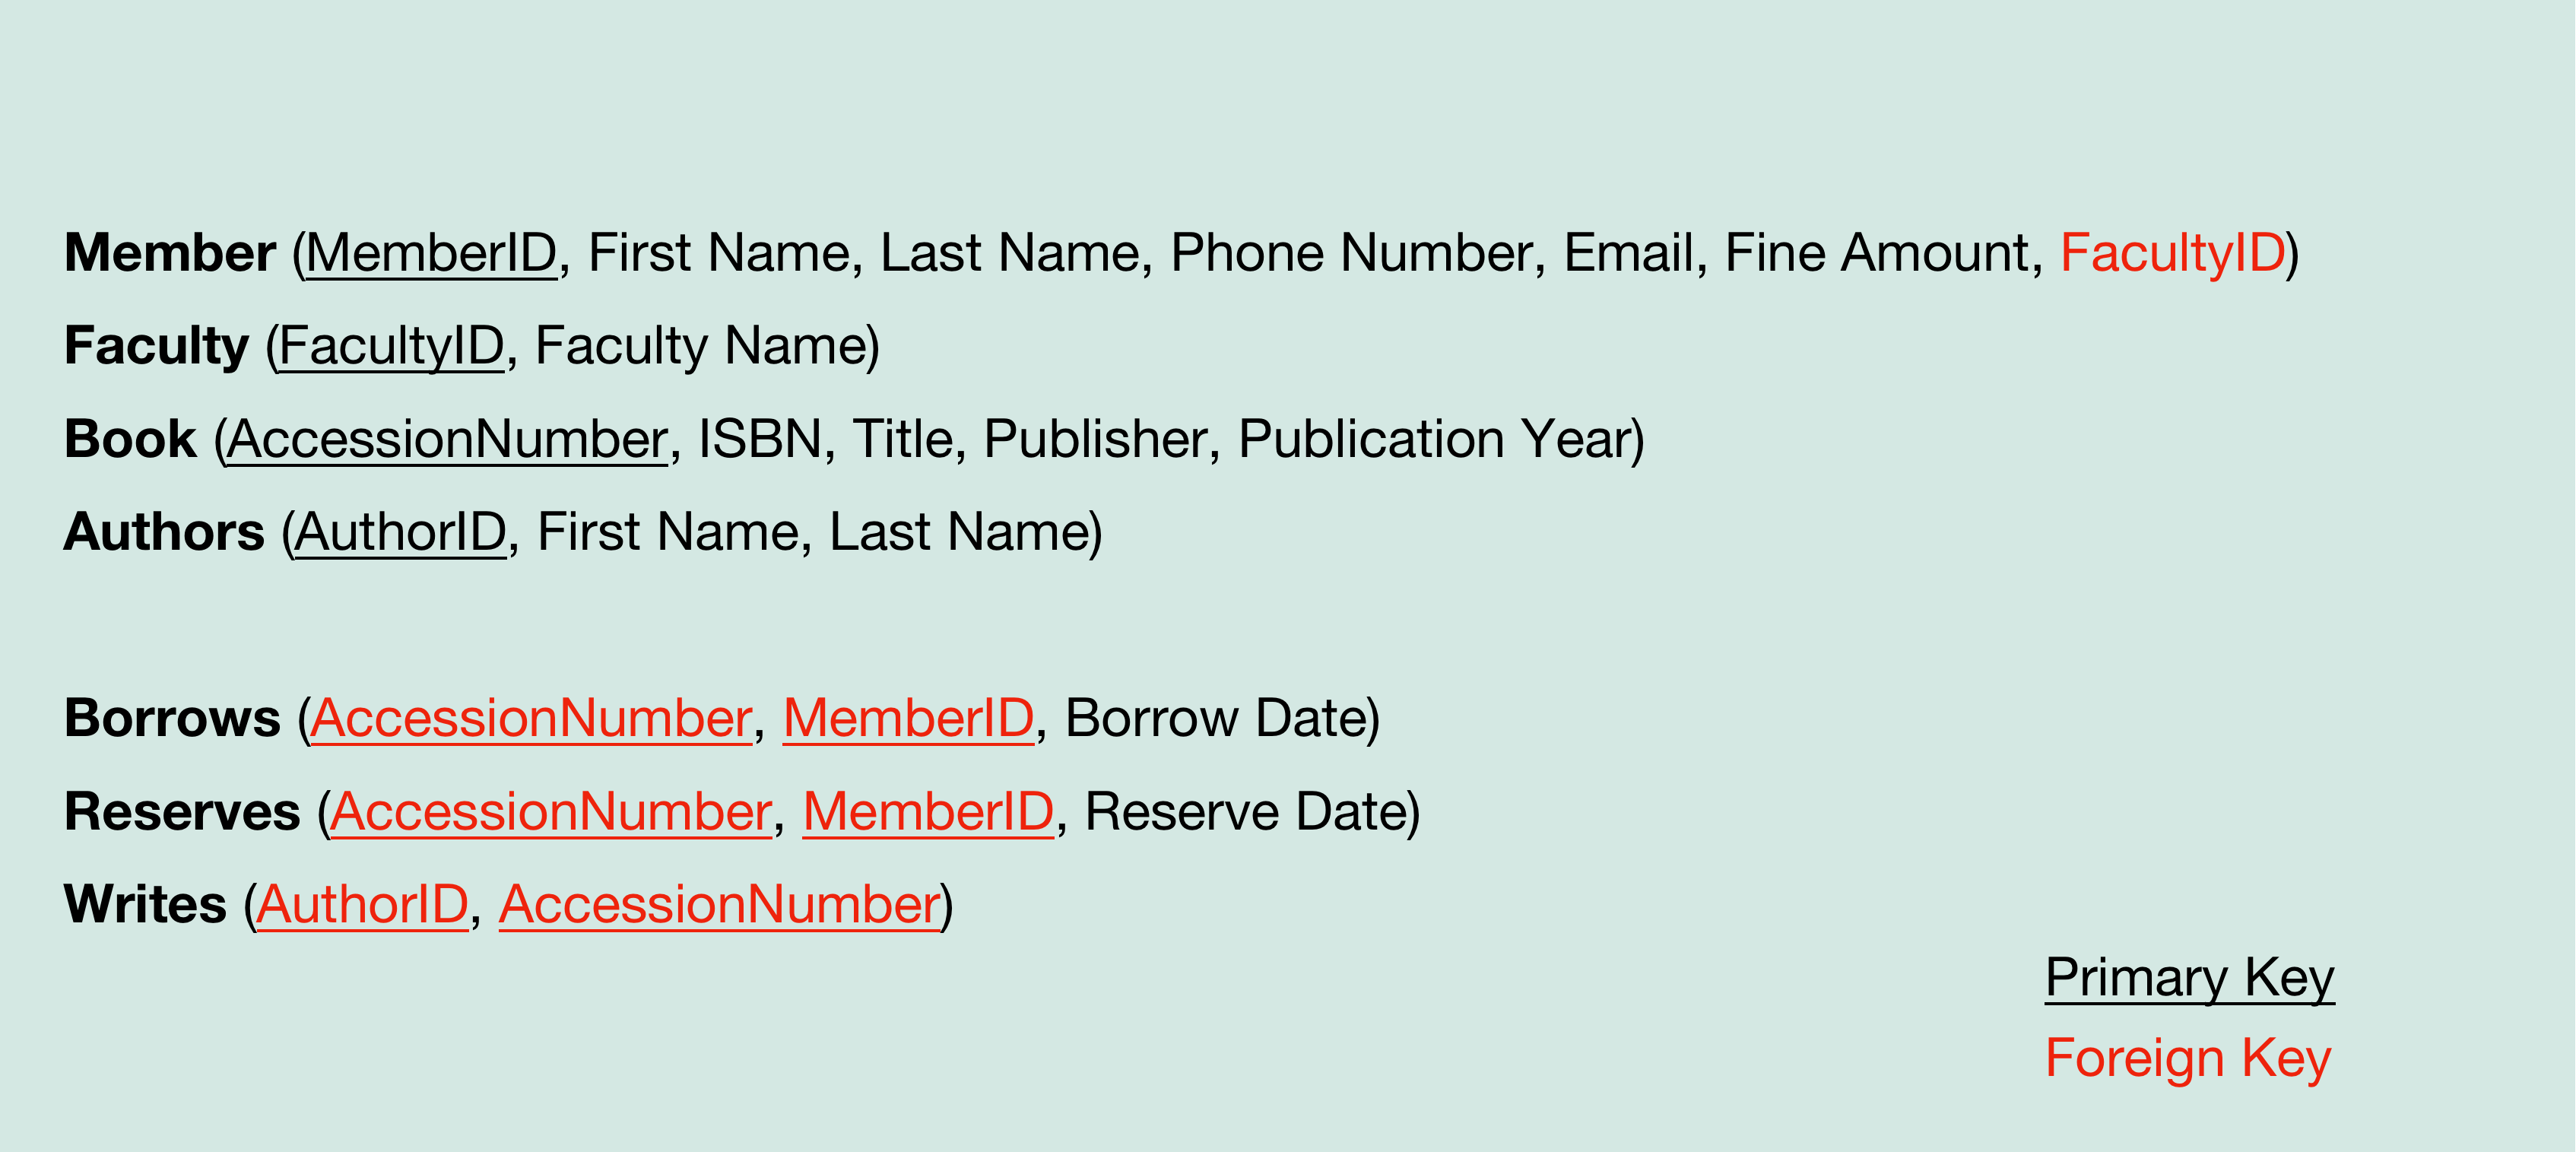 Member (MemberID, First Name, Last Name, Phone Number, Email, Fine Amount, FacultyID)
Faculty (FacultyID, Faculty Name)
Book (AccessionNumber, ISBN, Title, Publisher, Publication Year)
Authors (AuthorID, First Name, Last Name)
Borrows (AccessionNumber, MemberID, Borrow Date)
Reserves (AccessionNumber, MemberID, Reserve Date)
Writes (AuthorID, AccessionNumber)
Primary Key
Foreign Key